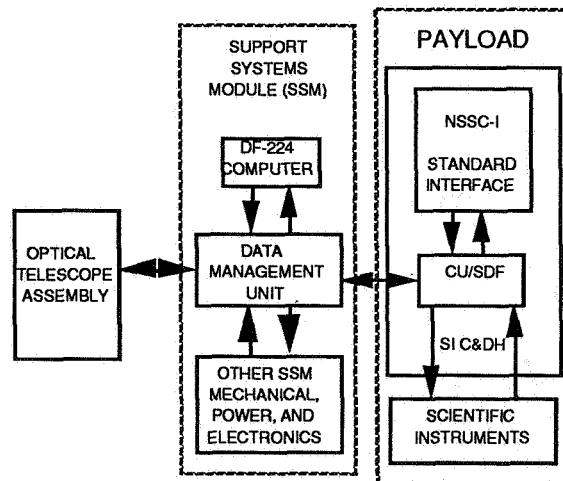 SUPPORT
SYSTEMS
MODULE (SSM)
PAYLOAD
DF-224
COMPUTER
NSSC-I
STANDARD
INTERFACE
OPTICAL
TELESCOPE
ASSEMBLY
DATA
MANAGEMENT
UNIT
CU/SDF
SI C&DH
OTHER SSM
MECHANICAL,
POWER, AND
ELECTRONICS
SCIENTIFIC
INSTRUMENTS